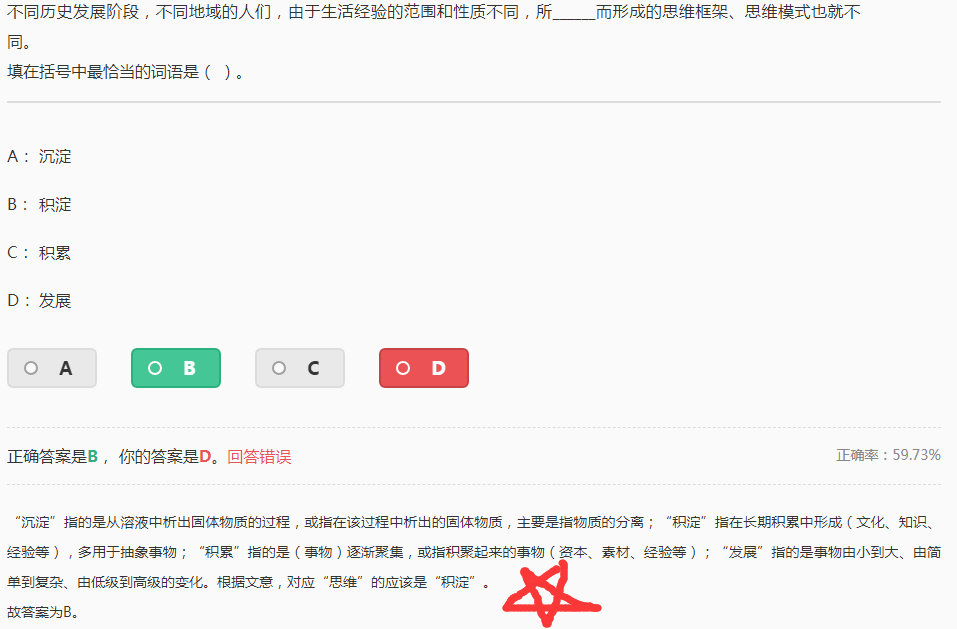 不同历史发展阶段，不同地域的人们，由于生活经验的范围和性质不同，所______而形成的思维框架、思维模式也就不
同。
填在括号中最恰当的词语是（  ）。
A： 沉淀
B： 积淀
C： 积累
D： 发展
A B C D
正确答案是B， 你的答案是D。回答错误 正确率：59.73%
“沉淀”指的是从溶液中析出固体物质的过程，或指在该过程中析出的固体物质，主要是指物质的分离；“积淀”指在长期积累中形成（文化、知识、
经验等），多用于抽象事物；“积累”指的是（事物）逐渐聚集，或指积聚起来的事物（资本、素材、经验等）；“发展”指的是事物由小到大、由简
单到复杂、由低级到高级的变化。根据文意，对应“思维”的应该是“积淀”。
故答案为B。